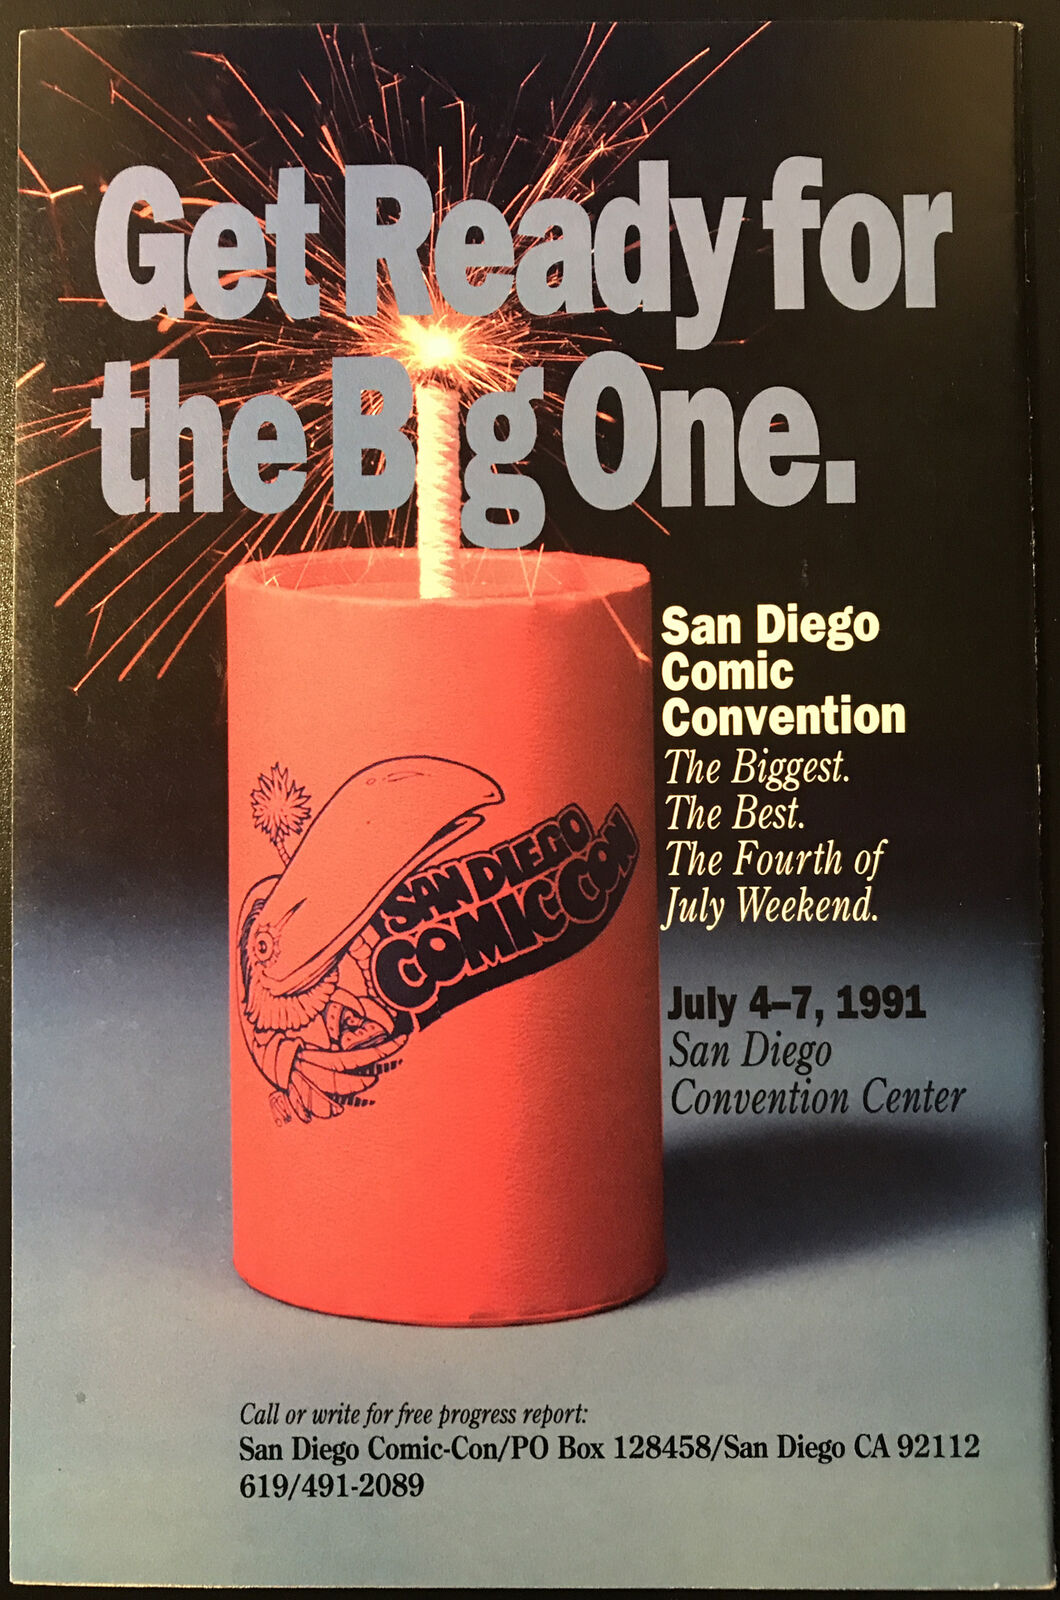 Get Ready for
the Big One.
San Diego
Comic
Convention
The Biggest.
The Best.
The Fourth of
July Weekend.
SAN DIEGO
COMIC CON
July 4–7, 1991
San Diego
Convention Center
Call or write for free progress report:
San Diego Comic-Con/PO Box 128458/San Diego CA 92112
619/491-2089